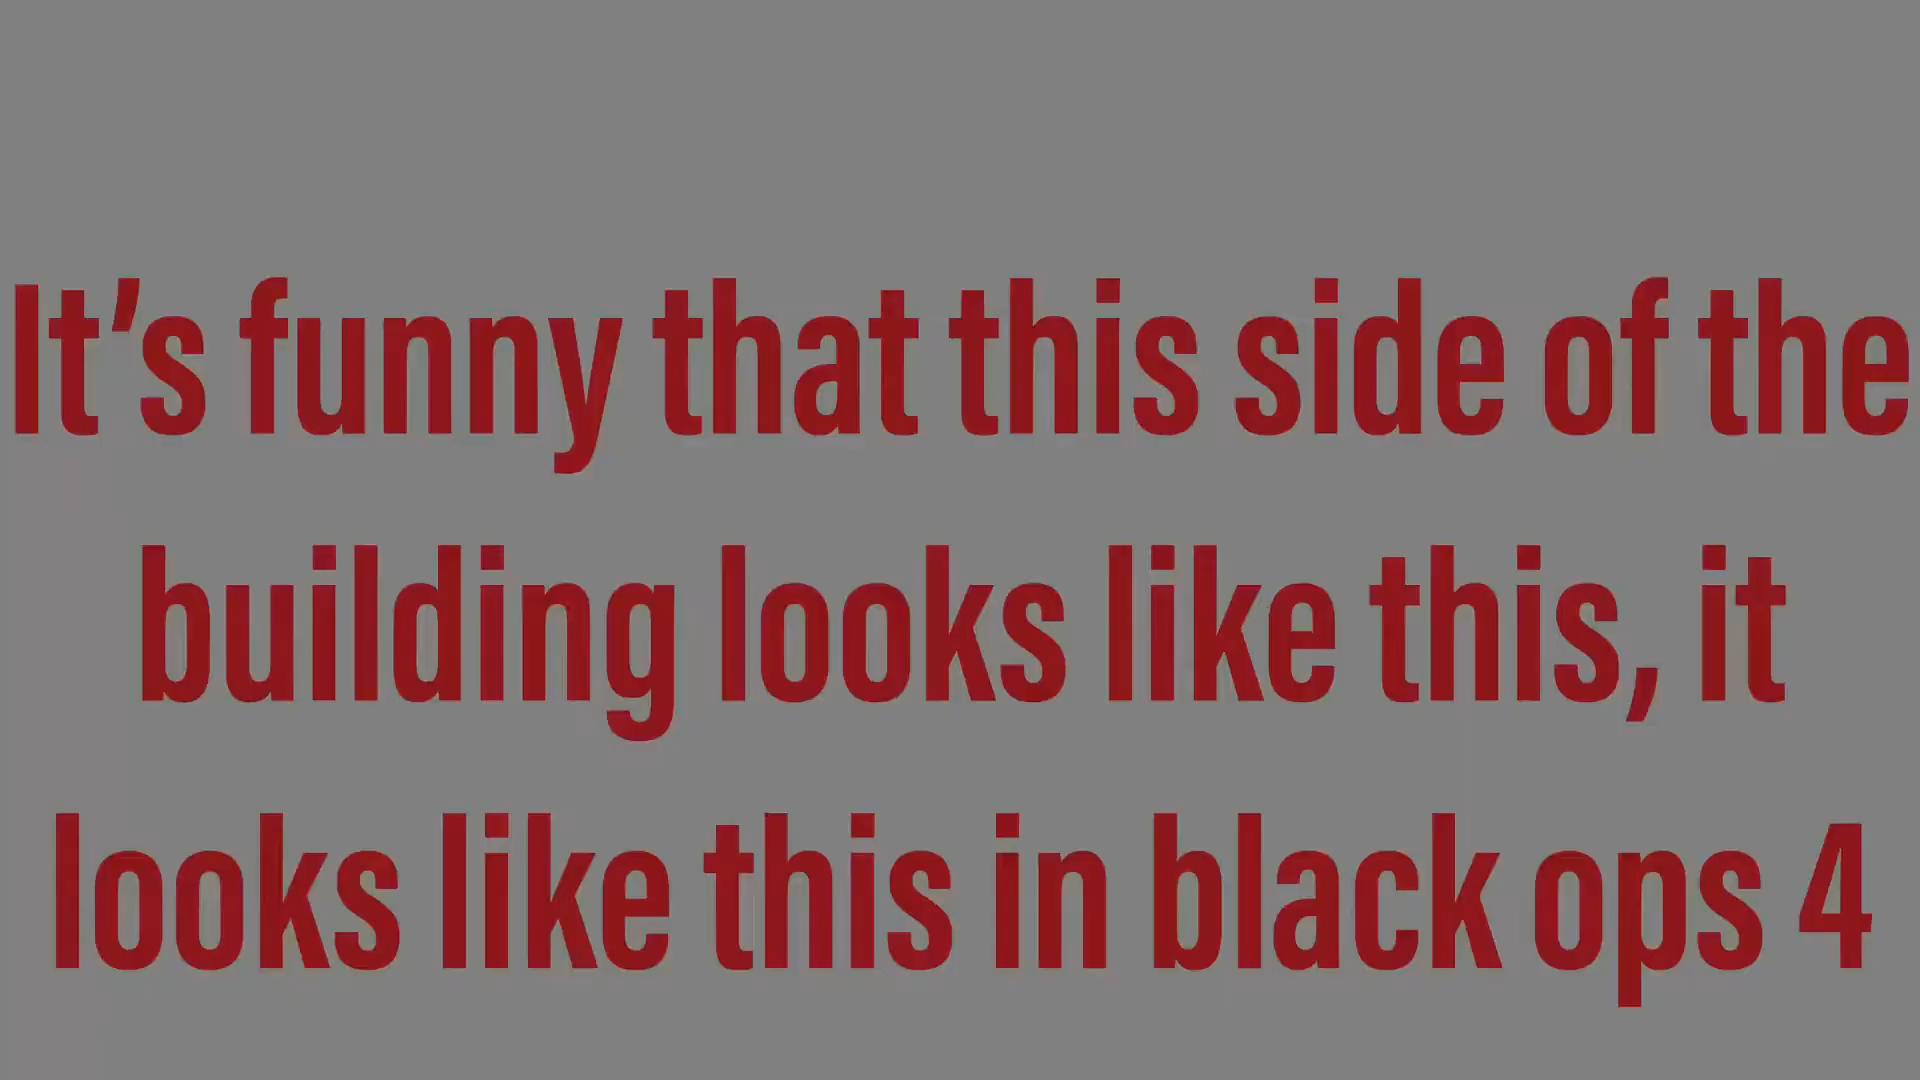 It’s funny that this side of the
building looks like this, it
looks like this in black ops 4